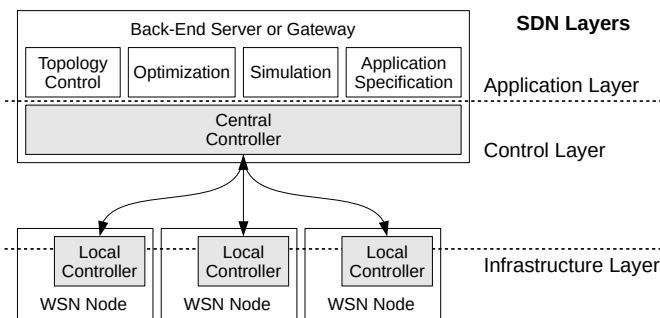 Back-End Server or Gateway
SDN Layers
Topology
Control
Optimization
Simulation
Application
Specification
Application Layer
Central
Controller
Control Layer
Local
Controller
WSN Node
Local
Controller
WSN Node
Local
Controller
WSN Node
Infrastructure Layer